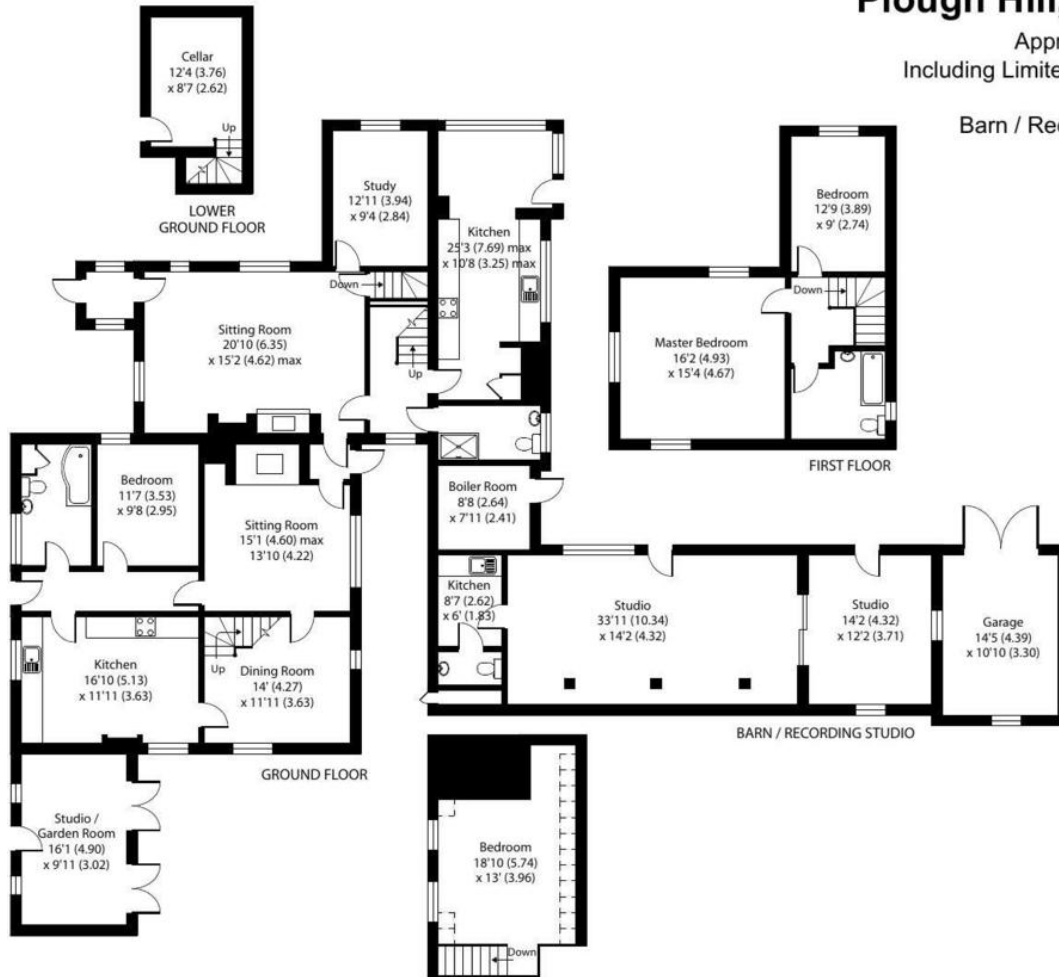 Plough Hill
Appr
Including Limite
Barn / Rec
Cellar
12'4 (3.76)
x 8'7 (2.62)
Up
LOWER
GROUND FLOOR
Study
12'11 (3.94)
x 9'4 (2.84)
Kitchen
25'3 (7.69) max
x 10'8 (3.25) max
Down
Sitting Room
20'10 (6.35)
x 15'2 (4.62) max
Up
Bedroom
12'9 (3.89)
x 9' (2.74)
Down
Master Bedroom
16'2 (4.93)
x 15'4 (4.67)
FIRST FLOOR
Bedroom
11'7 (3.53)
x 9'8 (2.95)
Sitting Room
15'1 (4.60) max
13'10 (4.22)
Boiler Room
8'8 (2.64)
x 7'11 (2.41)
Kitchen
8'7 (2.62)
x 6' (1.83)
Studio
33'11 (10.34)
x 14'2 (4.32)
Studio
14'2 (4.32)
x 12'2 (3.71)
Garage
14'5 (4.39)
x 10'10 (3.30)
Kitchen
16'10 (5.13)
x 11'11 (3.63)
Up
Dining Room
14' (4.27)
x 11'11 (3.63)
BARN / RECORDING STUDIO
GROUND FLOOR
Studio /
Garden Room
16'1 (4.90)
x 9'11 (3.02)
Bedroom
18'10 (5.74)
x 13' (3.96)
Down